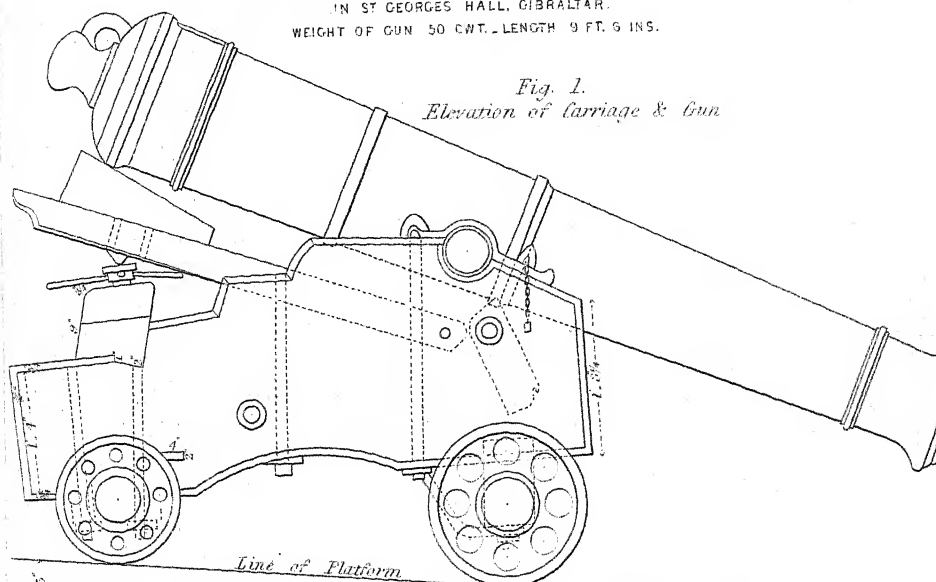 IN ST GEORGES HALL, GIBRALTAR.
WEIGHT OF GUN 50 CWT. LENGTH 9 FT. 6 INS.
Fig. 1.
Elevation of Carriage & Gun
4"
Line of Platform